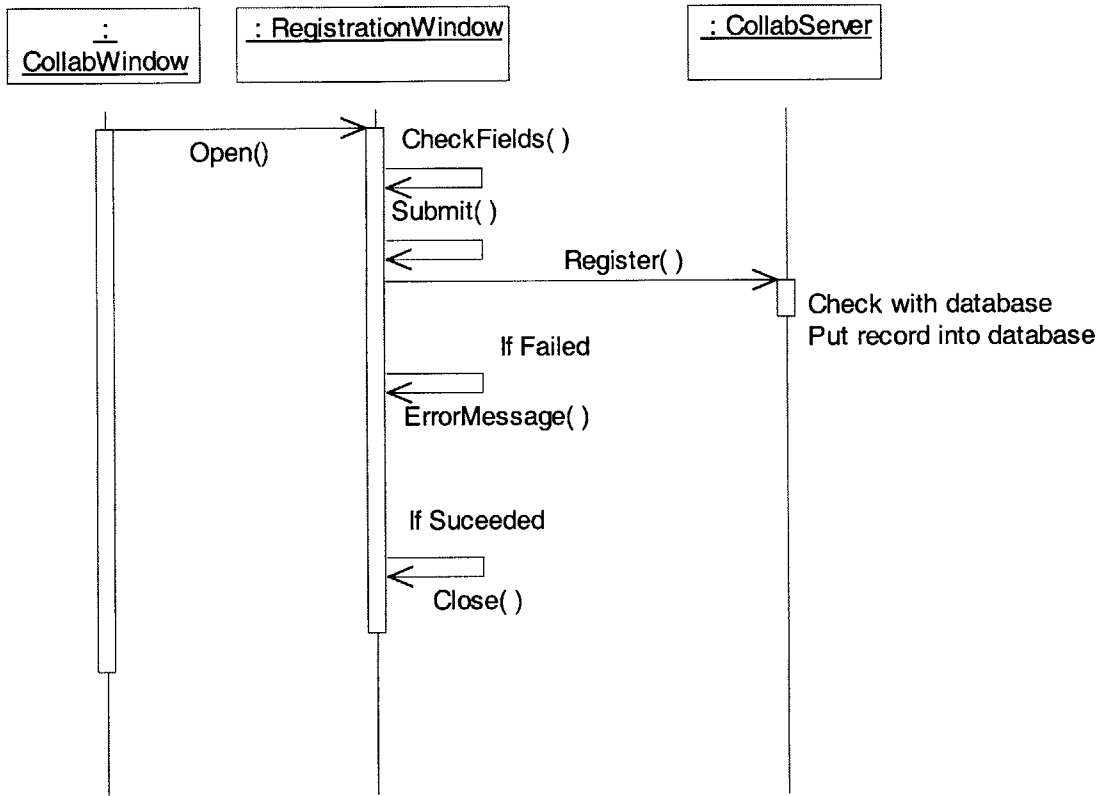 :
CollabWindow
: RegistrationWindow
: CollabServer
Open()
CheckFields( )
Submit( )
Register( )
Check with database
Put record into database
If Failed
ErrorMessage( )
If Suceeded
Close( )